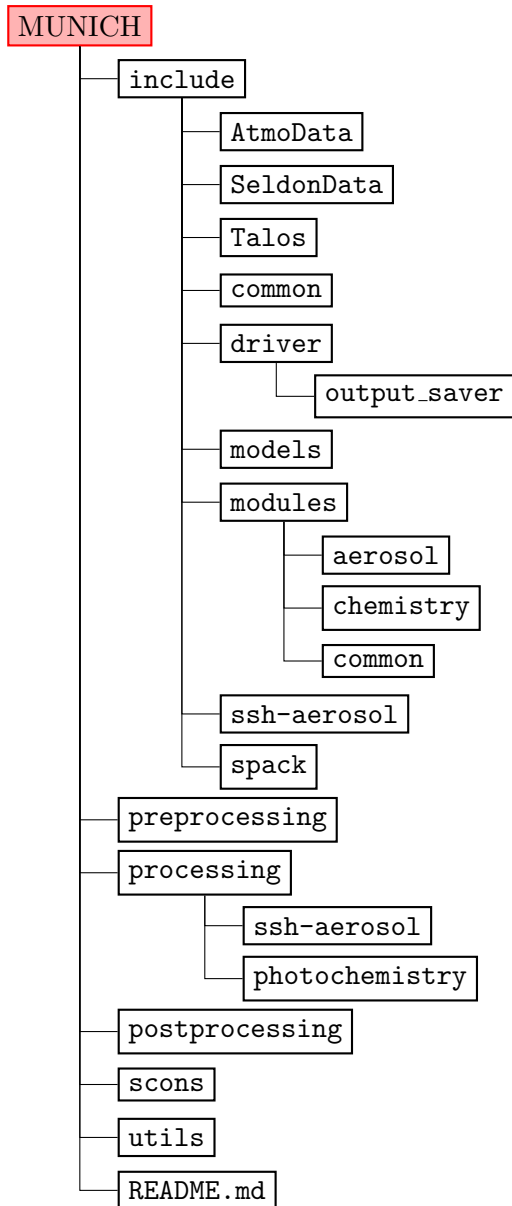 MUNICH
include
AtmoData
SeldonData
Talos
common
driver
output_saver
models
modules
aerosol
chemistry
common
ssh-aerosol
spack
preprocessing
processing
ssh-aerosol
photochemistry
postprocessing
scons
utils
README.md